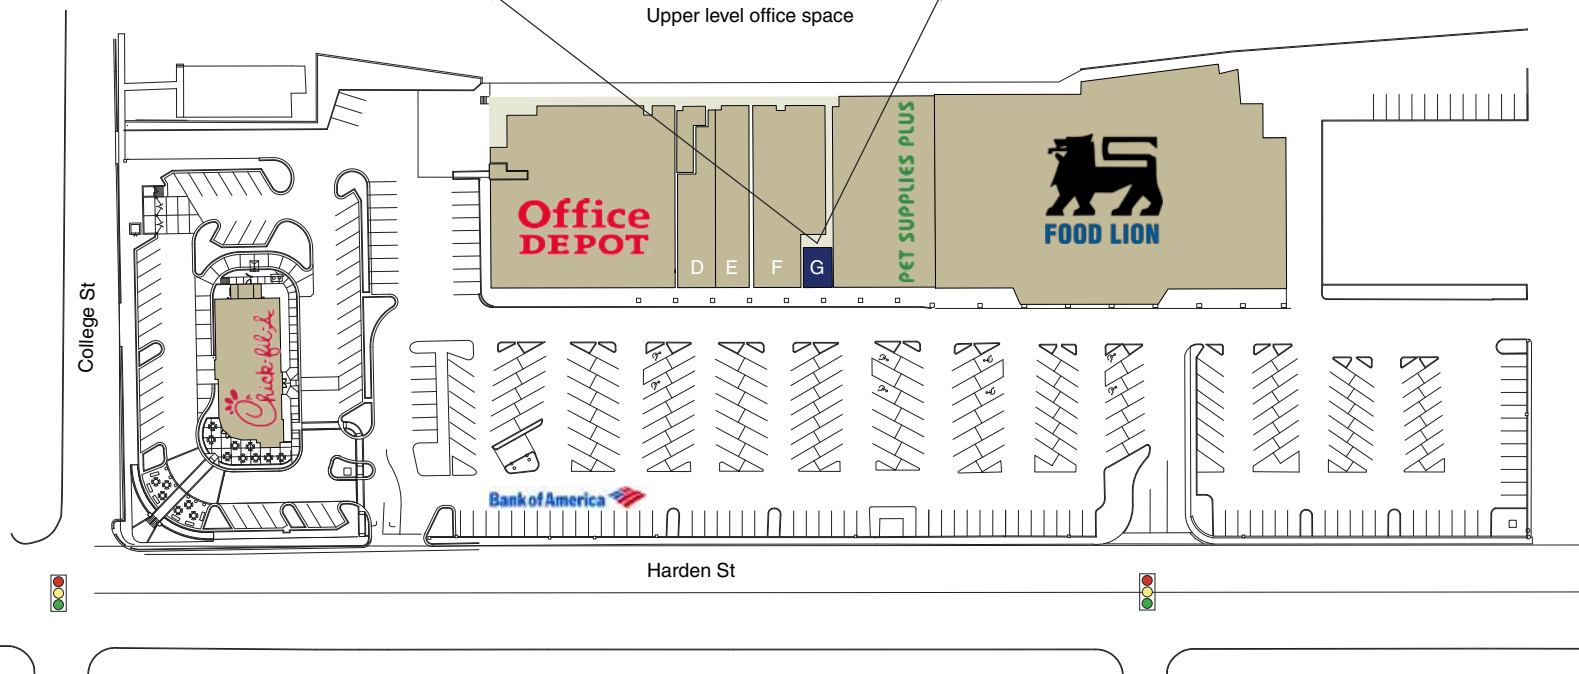 Upper level office space
Office
DEPOT
D
E
F
G
PET SUPPLIES PLUS
FOOD LION
College St
Chick-fil-A
Bank of America
Harden St